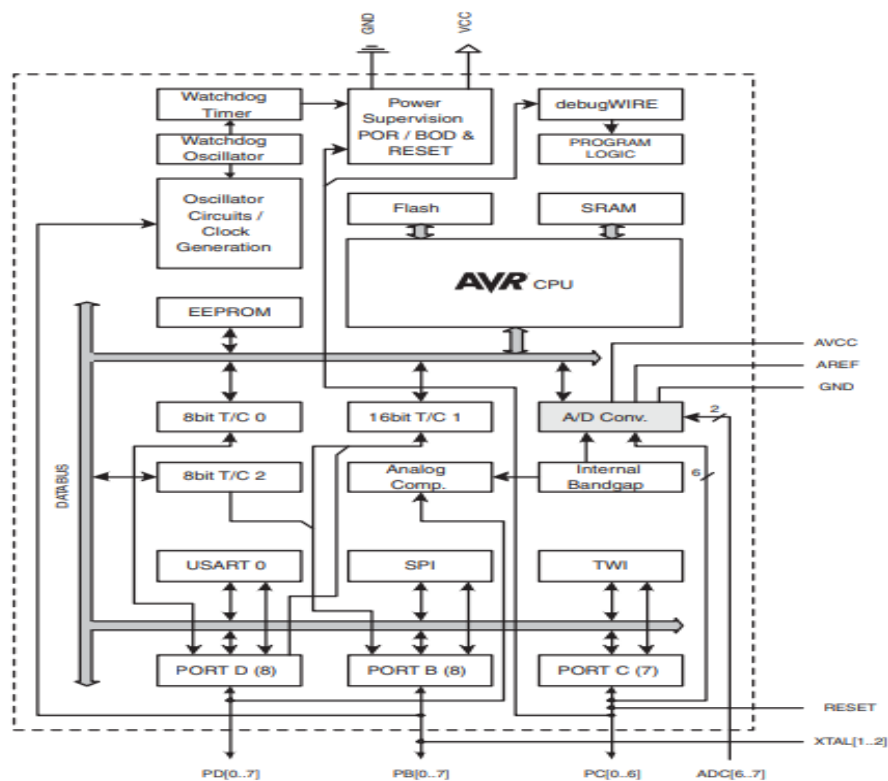 GND
VCC
Watchdog
Timer
Power
Supervision
POR / BOD &
RESET
debugWIRE
Watchdog
Oscillator
PROGRAM
LOGIC
Oscillator
Circuits /
Clock
Generation
Flash
SRAM
AVR CPU
EEPROM
AVCC
AREF
GND
8bit T/C 0
16bit T/C 1
A/D Conv.
2
DATABUS
8bit T/C 2
Analog
Comp.
Internal
Bandgap
6
USART 0
SPI
TWI
PORT D (8)
PORT B (8)
PORT C (7)
RESET
XTAL[1..2]
PD[0..7]
PB[0..7]
PC[0..6]
ADC[6..7]